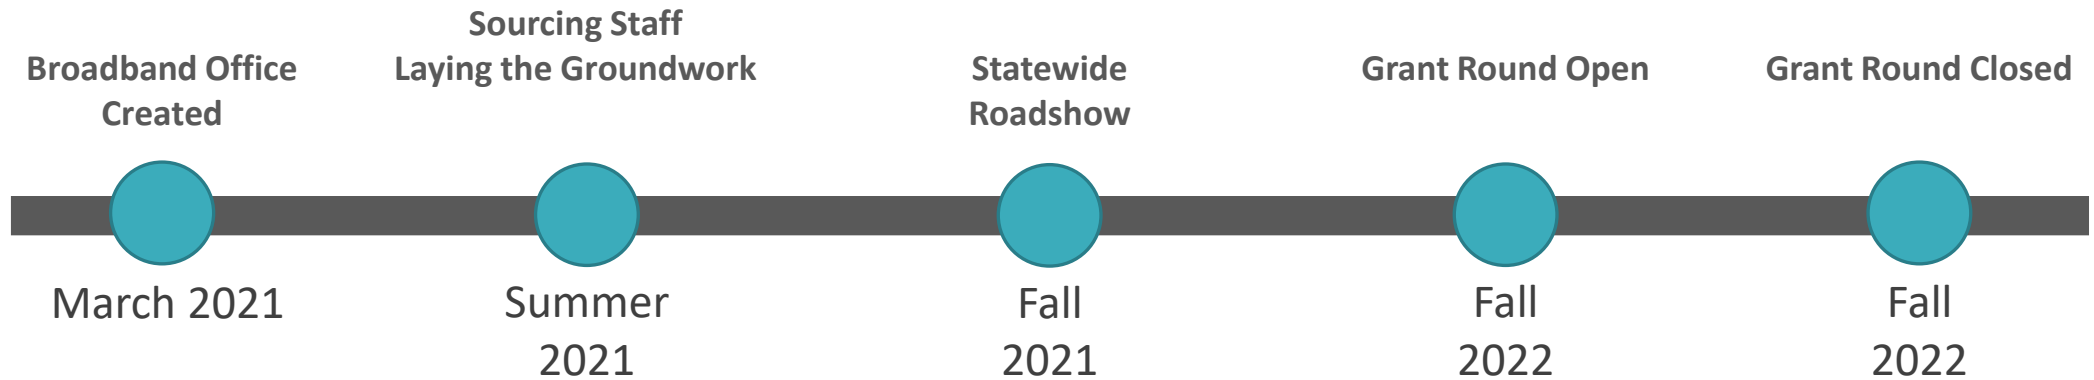 Broadband Office
Created
Sourcing Staff
Laying the Groundwork
Statewide
Roadshow
Grant Round Open
Grant Round Closed
March 2021
Summer
2021
Fall
2021
Fall
2022
Fall
2022